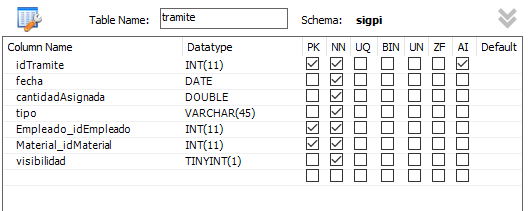 Table Name: tramite Schema: sigpi
Column Name Datatype PK NN UQ BIN UN ZF AI Default
idTramite INT(11)
fecha DATE
cantidadAsignada DOUBLE
tipo VARCHAR(45)
Empleado_idEmpleado INT(11)
Material_idMaterial INT(11)
visibilidad TINYINT(1)